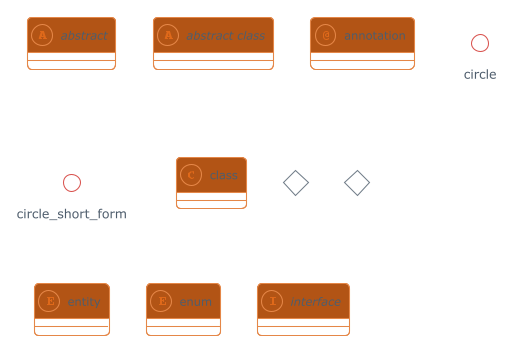 A abstract
A abstract class
@ annotation
circle
circle_short_form
C class
E entity
E enum
I interface